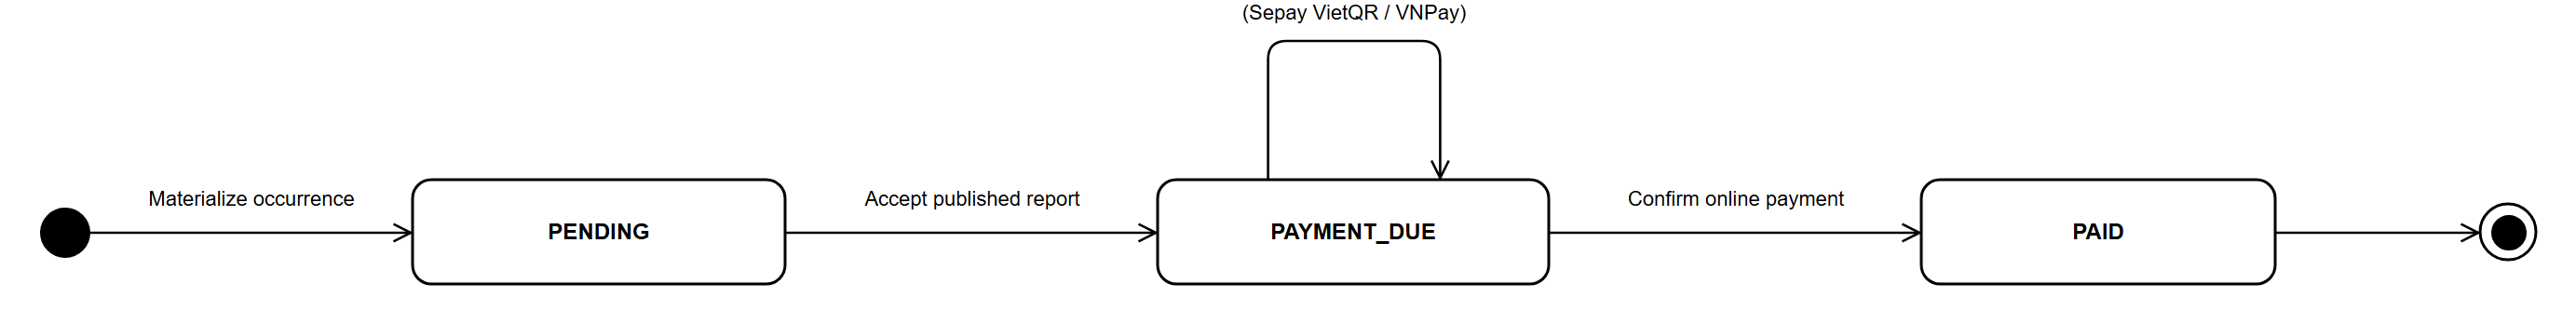 (Sepay VietQR / VNPay)
Materialize occurrence
Accept published report
Confirm online payment
PENDING
PAYMENT_DUE
PAID